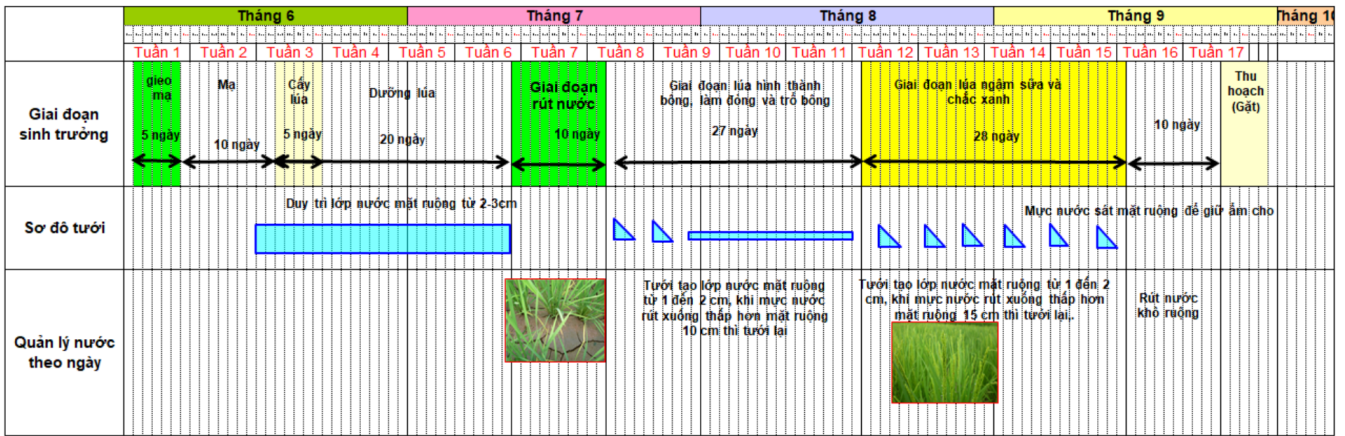 Tháng 6 Tháng 7 Tháng 8 Tháng 9 Tháng 10
Tuần 1 Tuần 2 Tuần 3 Tuần 4 Tuần 5 Tuần 6 Tuần 7 Tuần 8 Tuần 9 Tuần 10 Tuần 11 Tuần 12 Tuần 13 Tuần 14 Tuần 15 Tuần 16 Tuần 17
Giai đoạn
sinh trưởng
gieo
mạ
5 ngày
Mạ
10 ngày
Cấy
lúa
5 ngày
Dưỡng lúa
20 ngày
Giai đoạn
rút nước
10 ngày
Giai đoạn lúa hình thành
bông, làm đòng và trổ bông
27 ngày
Giai đoạn lúa ngậm sữa và
chắc xanh
28 ngày
10 ngày
Thu
hoạch
(Gặt)
Sơ đồ tưới
Duy trì lớp nước mặt ruộng từ 2-3cm
Mực nước sát mặt ruộng để giữ ẩm cho
Quản lý nước
theo ngày
Tưới tạo lớp nước mặt ruộng
từ 1 đến 2 cm, khi mực nước
rút xuống thấp hơn mặt ruộng
10 cm thì tưới lại
Tưới tạo lớp nước mặt ruộng từ 1 đến 2
cm, khi mực nước rút xuống thấp hơn
mặt ruộng 15 cm thì tưới lại,.
Rút nước
khô ruộng